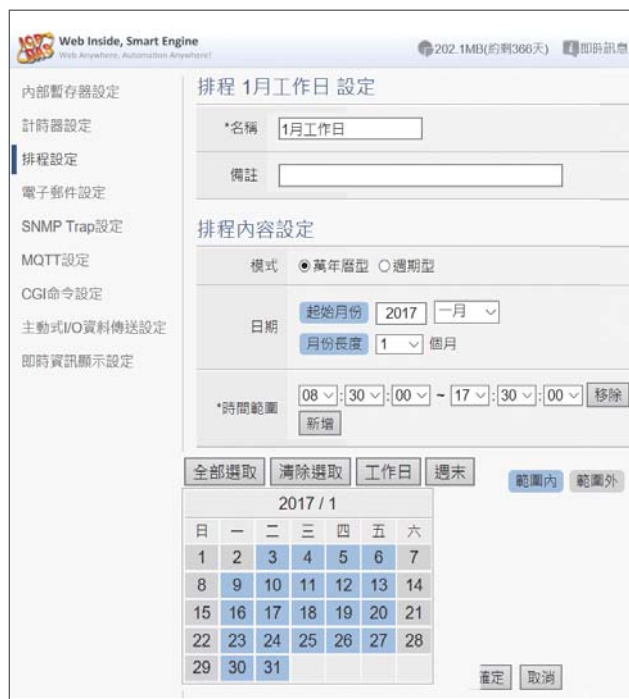 ICP DAS
Web Inside, Smart Engine
Web Anywhere, Automation Anywhere!
202.1MB(約剩366天) 即時訊息
內部暫存器設定
計時器設定
排程設定
電子郵件設定
SNMP Trap設定
MQTT設定
CGI命令設定
主動式I/O資料傳送設定
即時資訊顯示設定
排程 1月工作日 設定
*名稱 1月工作日
備註
排程內容設定
模式 萬年曆型 週期型
日期 起始月份 2017 一月
月份長度 1 個月
*時間範圍 08 : 30 : 00 ~ 17 : 30 : 00 移除
新增
全部選取 清除選取 工作日 週末 範圍內 範圍外
2017 / 1
日 一 二 三 四 五 六
1 2 3 4 5 6 7
8 9 10 11 12 13 14
15 16 17 18 19 20 21
22 23 24 25 26 27 28
29 30 31
確定 取消